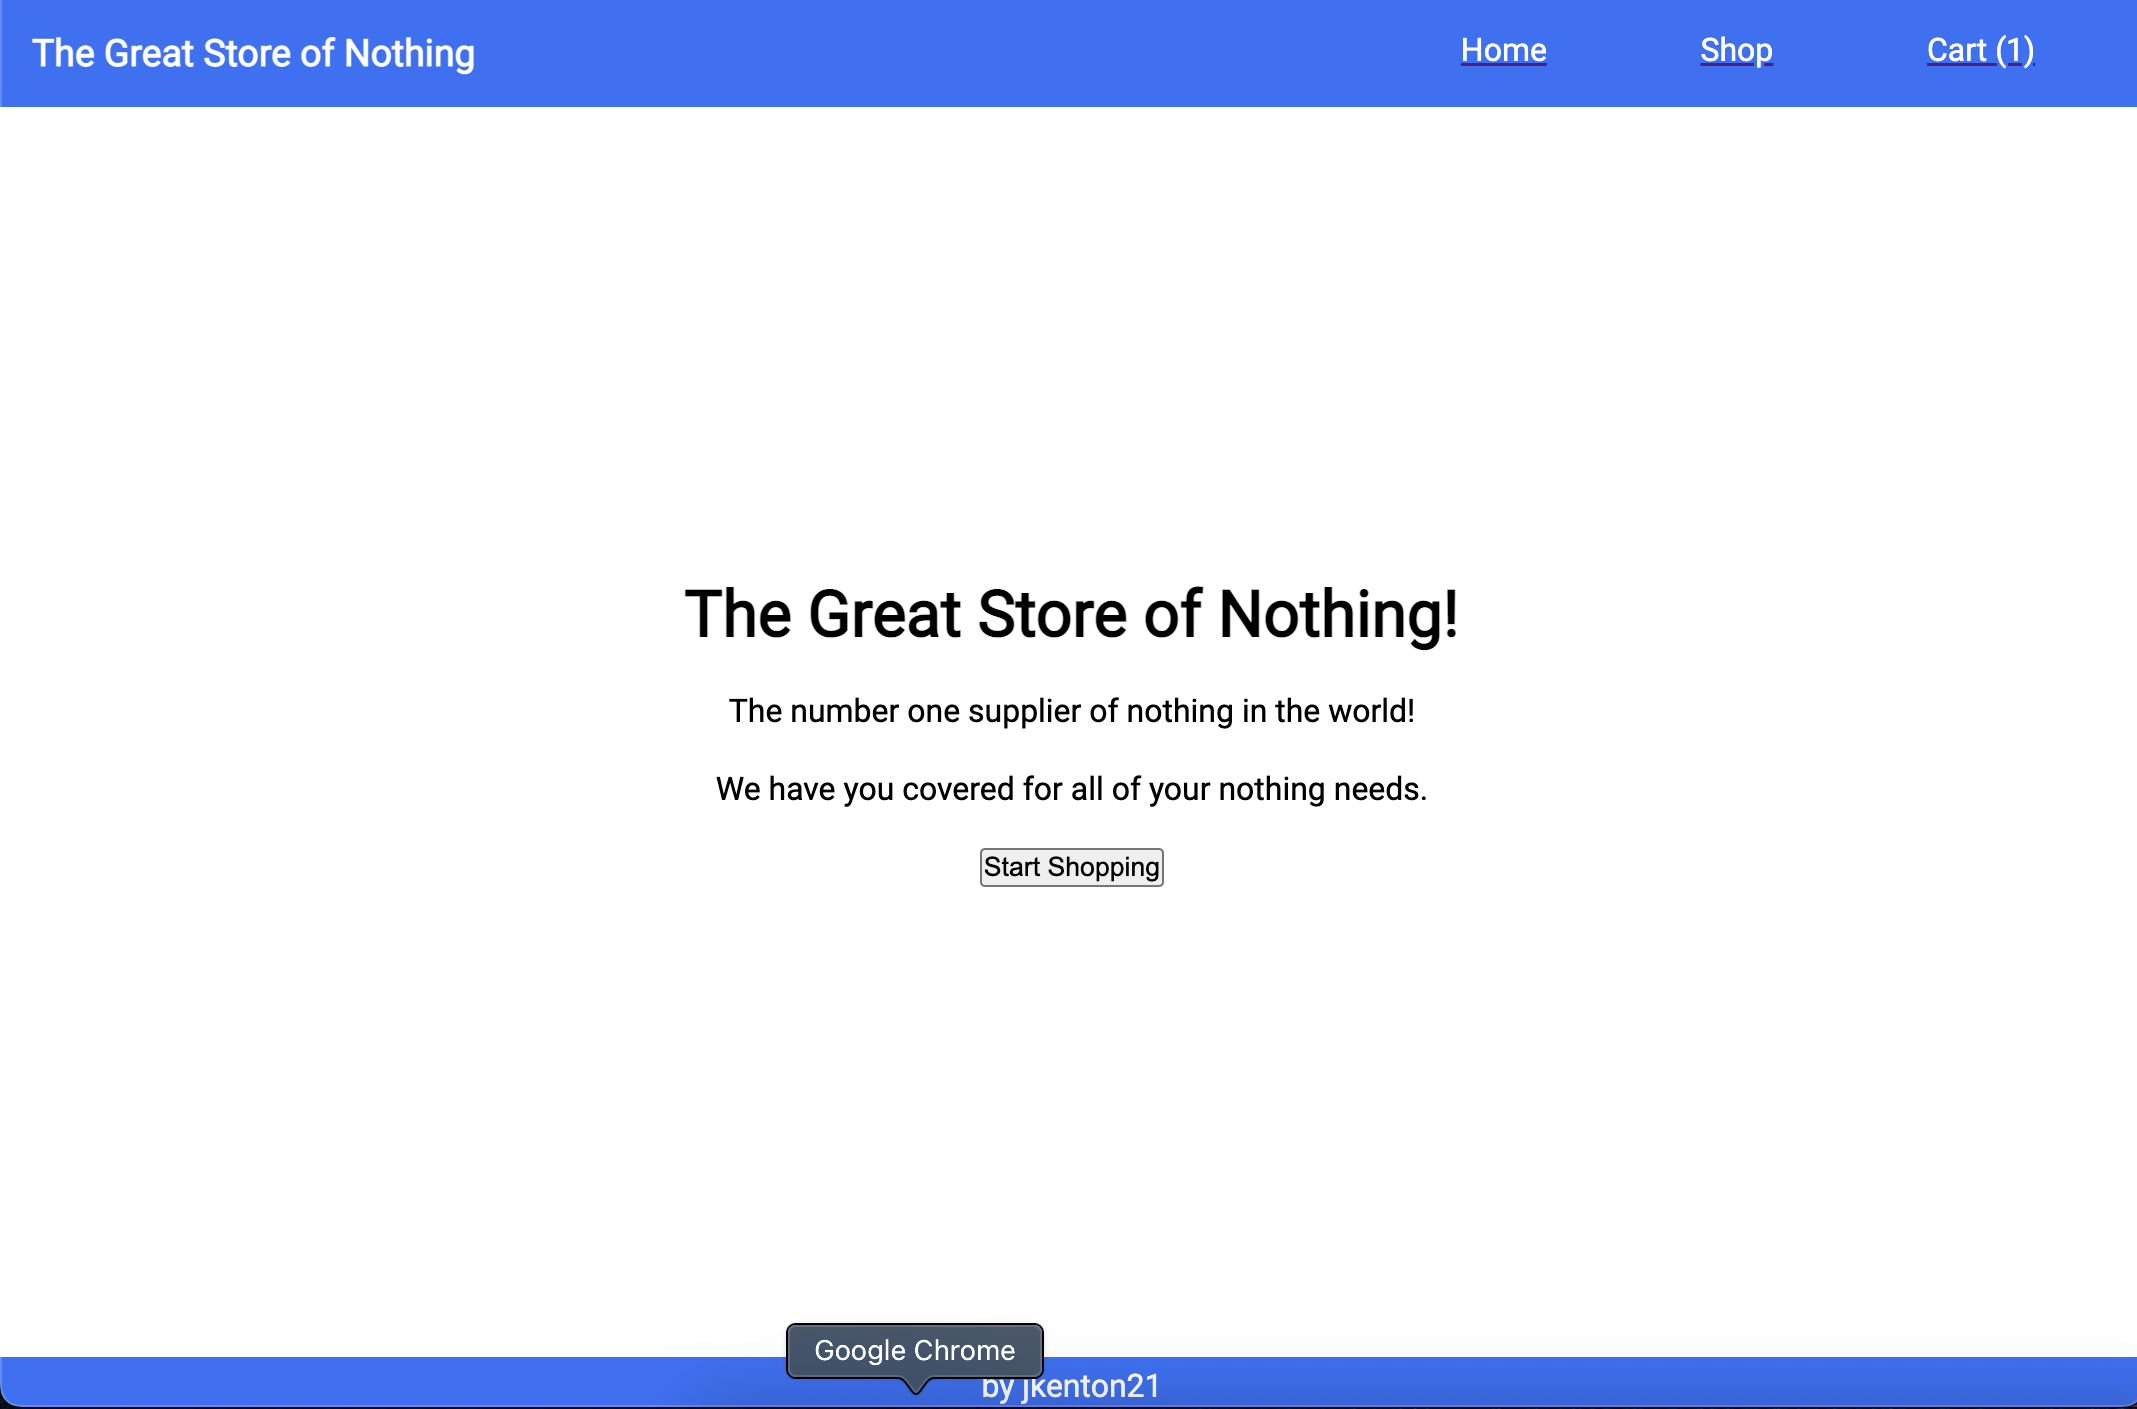 The Great Store of Nothing
Home
Shop
Cart (1)
The Great Store of Nothing!
The number one supplier of nothing in the world!
We have you covered for all of your nothing needs.
Start Shopping
Google Chrome
by jkenton21